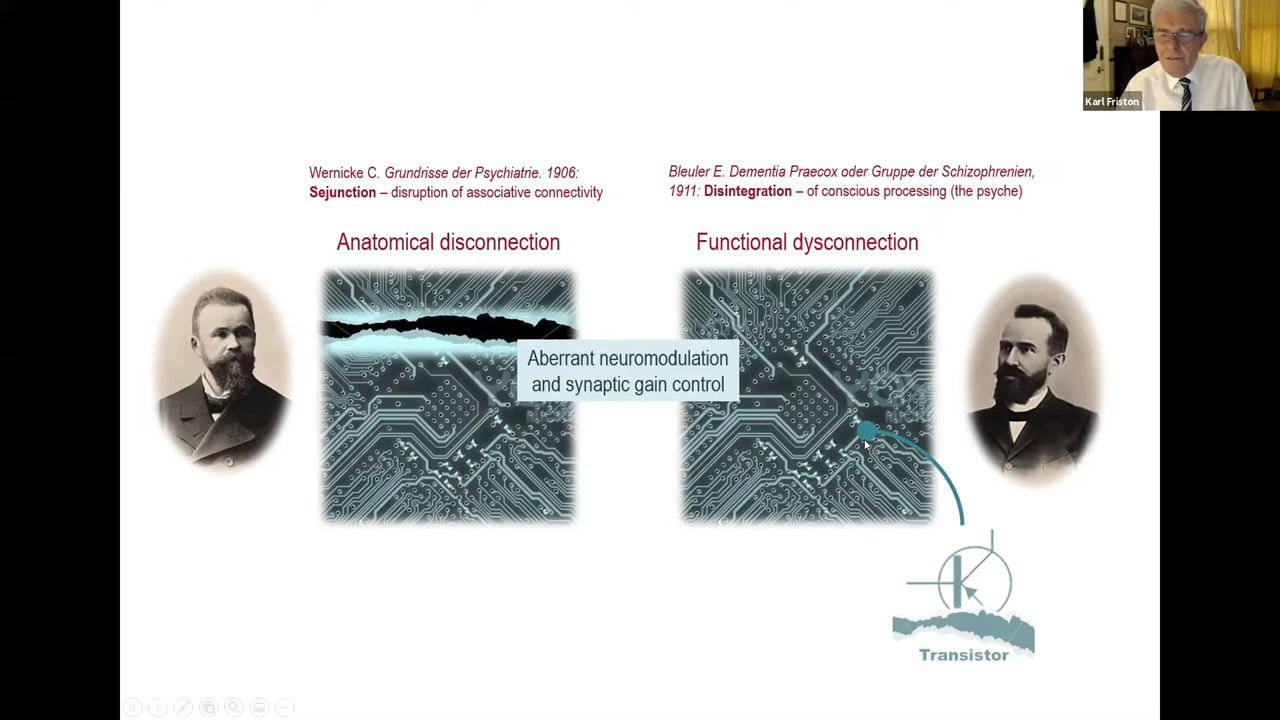 Karl Friston
Wernicke C. Grundrisse der Psychiatrie. 1906:
Sejunction – disruption of associative connectivity
Bleuler E. Dementia Praecox oder Gruppe der Schizophrenien,
1911: Disintegration – of conscious processing (the psyche)
Anatomical disconnection
Functional dysconnection
Aberrant neuromodulation
and synaptic gain control
Transistor